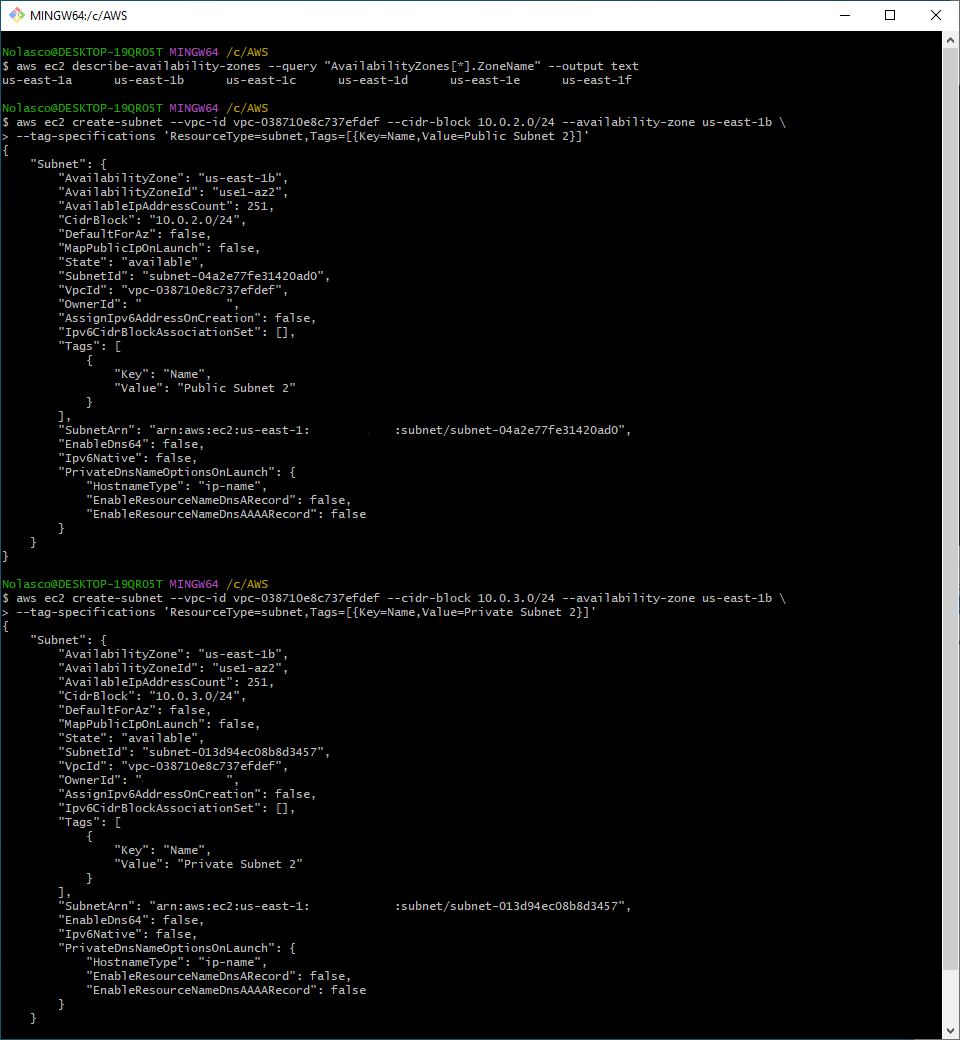 MINGW64:/c/AWS
Nolasco@DESKTOP-19QRO5T MINGW64 /c/AWS
$ aws ec2 describe-availability-zones --query "AvailabilityZones[*].ZoneName" --output text
us-east-1a      us-east-1b      us-east-1c      us-east-1d      us-east-1e      us-east-1f
Nolasco@DESKTOP-19QRO5T MINGW64 /c/AWS
$ aws ec2 create-subnet --vpc-id vpc-038710e8c737efdef --cidr-block 10.0.2.0/24 --availability-zone us-east-1b \
> --tag-specifications 'ResourceType=subnet,Tags=[{Key=Name,Value=Public Subnet 2}]'
{
    "Subnet": {
        "AvailabilityZone": "us-east-1b",
        "AvailabilityZoneId": "use1-az2",
        "AvailableIpAddressCount": 251,
        "CidrBlock": "10.0.2.0/24",
        "DefaultForAz": false,
        "MapPublicIpOnLaunch": false,
        "State": "available",
        "SubnetId": "subnet-04a2e77fe31420ad0",
        "VpcId": "vpc-038710e8c737efdef",
        "OwnerId": "            ",
        "AssignIpv6AddressOnCreation": false,
        "Ipv6CidrBlockAssociationSet": [],
        "Tags": [
            {
                "Key": "Name",
                "Value": "Public Subnet 2"
            }
        ],
        "SubnetArn": "arn:aws:ec2:us-east-1:            :subnet/subnet-04a2e77fe31420ad0",
        "EnableDns64": false,
        "Ipv6Native": false,
        "PrivateDnsNameOptionsOnLaunch": {
            "HostnameType": "ip-name",
            "EnableResourceNameDnsARecord": false,
            "EnableResourceNameDnsAAAARecord": false
        }
    }
}
Nolasco@DESKTOP-19QRO5T MINGW64 /c/AWS
$ aws ec2 create-subnet --vpc-id vpc-038710e8c737efdef --cidr-block 10.0.3.0/24 --availability-zone us-east-1b \
> --tag-specifications 'ResourceType=subnet,Tags=[{Key=Name,Value=Private Subnet 2}]'
{
    "Subnet": {
        "AvailabilityZone": "us-east-1b",
        "AvailabilityZoneId": "use1-az2",
        "AvailableIpAddressCount": 251,
        "CidrBlock": "10.0.3.0/24",
        "DefaultForAz": false,
        "MapPublicIpOnLaunch": false,
        "State": "available",
        "SubnetId": "subnet-013d94ec08b8d3457",
        "VpcId": "vpc-038710e8c737efdef",
        "OwnerId": "            ",
        "AssignIpv6AddressOnCreation": false,
        "Ipv6CidrBlockAssociationSet": [],
        "Tags": [
            {
                "Key": "Name",
                "Value": "Private Subnet 2"
            }
        ],
        "SubnetArn": "arn:aws:ec2:us-east-1:            :subnet/subnet-013d94ec08b8d3457",
        "EnableDns64": false,
        "Ipv6Native": false,
        "PrivateDnsNameOptionsOnLaunch": {
            "HostnameType": "ip-name",
            "EnableResourceNameDnsARecord": false,
            "EnableResourceNameDnsAAAARecord": false
        }
    }